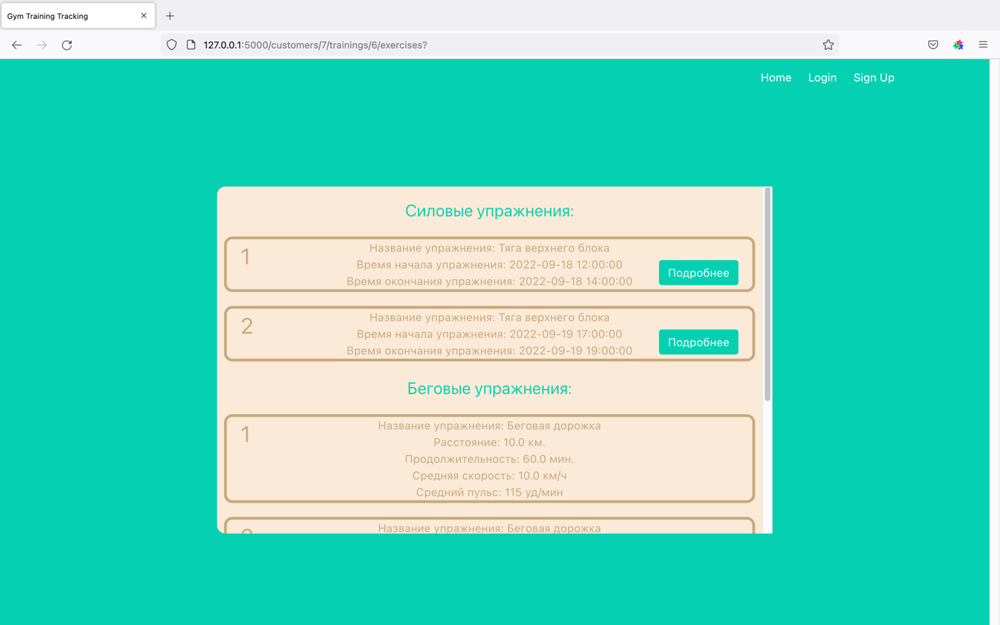 Gym Training Tracking
127.0.0.1:5000/customers/7/trainings/6/exercises?
Home Login Sign Up
Силовые упражнения:
1
Название упражнения: Тяга верхнего блока
Время начала упражнения: 2022-09-18 12:00:00
Время окончания упражнения: 2022-09-18 14:00:00
Подробнее
2
Название упражнения: Тяга верхнего блока
Время начала упражнения: 2022-09-19 17:00:00
Время окончания упражнения: 2022-09-19 19:00:00
Подробнее
Беговые упражнения:
1
Название упражнения: Беговая дорожка
Расстояние: 10.0 км.
Продолжительность: 60.0 мин.
Средняя скорость: 10.0 км/ч
Средний пульс: 115 уд/мин
Название упражнения: Беговая дорожка